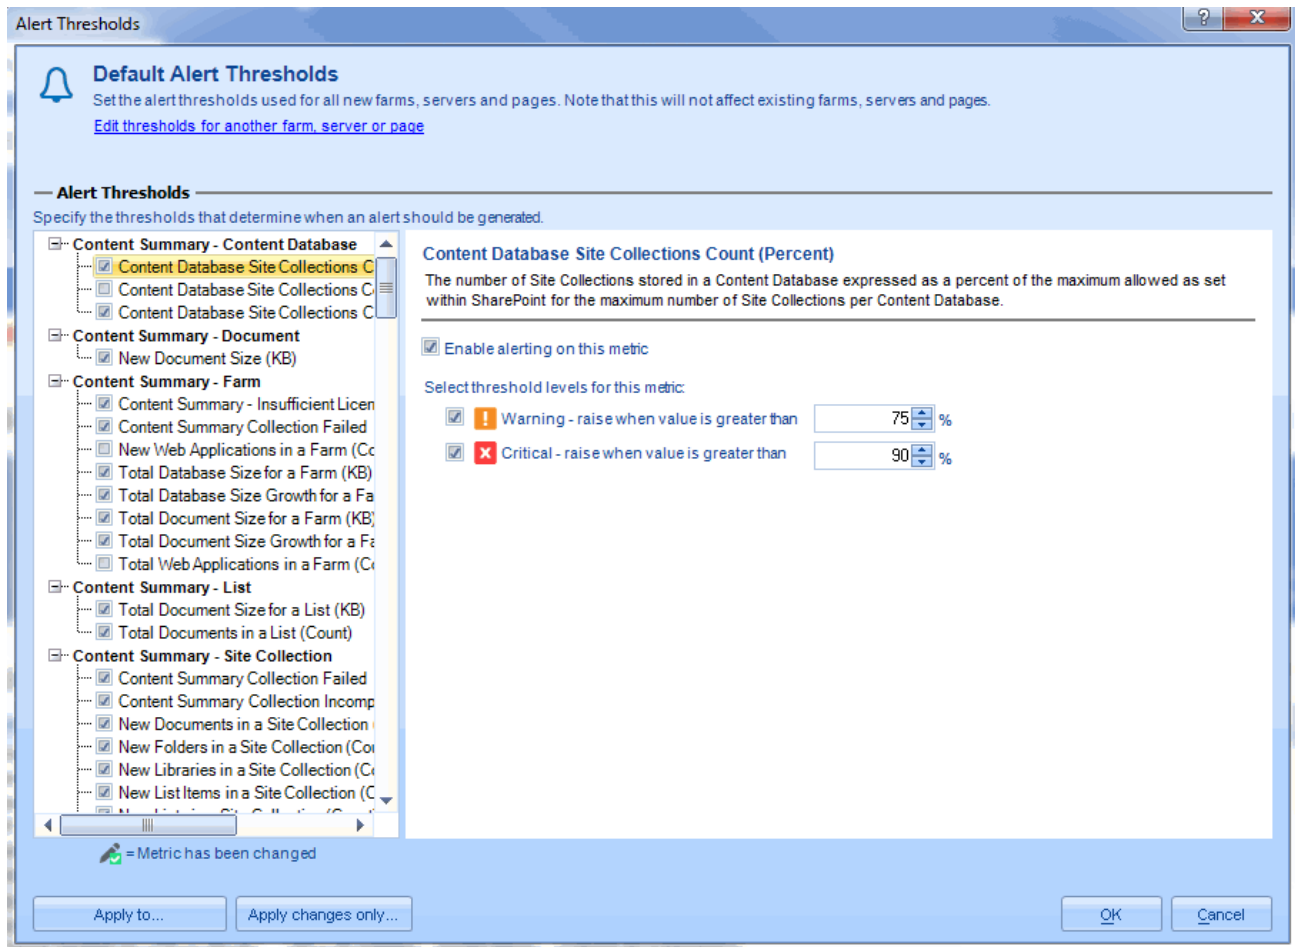 Alert Thresholds
Default Alert Thresholds
Set the alert thresholds used for all new farms, servers and pages. Note that this will not affect existing farms, servers and pages.
Edit thresholds for another farm, server or page
Alert Thresholds
Specify the thresholds that determine when an alert should be generated.
Content Summary - Content Database
Content Database Site Collections C
Content Database Site Collections C
Content Database Site Collections C
Content Summary - Document
New Document Size (KB)
Content Summary - Farm
Content Summary - Insufficient Licen
Content Summary Collection Failed
New Web Applications in a Farm (Cc
Total Database Size for a Farm (KB)
Total Database Size Growth for a Fa
Total Document Size for a Farm (KB)
Total Document Size Growth for a Fa
Total Web Applications in a Farm (Co
Content Summary - List
Total Document Size for a List (KB)
Total Documents in a List (Count)
Content Summary - Site Collection
Content Summary Collection Failed
Content Summary Collection Incomp
New Documents in a Site Collection
New Folders in a Site Collection (Cou
New Libraries in a Site Collection (Co
New List Items in a Site Collection (C
= Metric has been changed
Content Database Site Collections Count (Percent)
The number of Site Collections stored in a Content Database expressed as a percent of the maximum allowed as set
within SharePoint for the maximum number of Site Collections per Content Database.
Enable alerting on this metric
Select threshold levels for this metric:
Warning - raise when value is greater than 75 %
Critical - raise when value is greater than 90 %
Apply to...
Apply changes only...
OK
Cancel